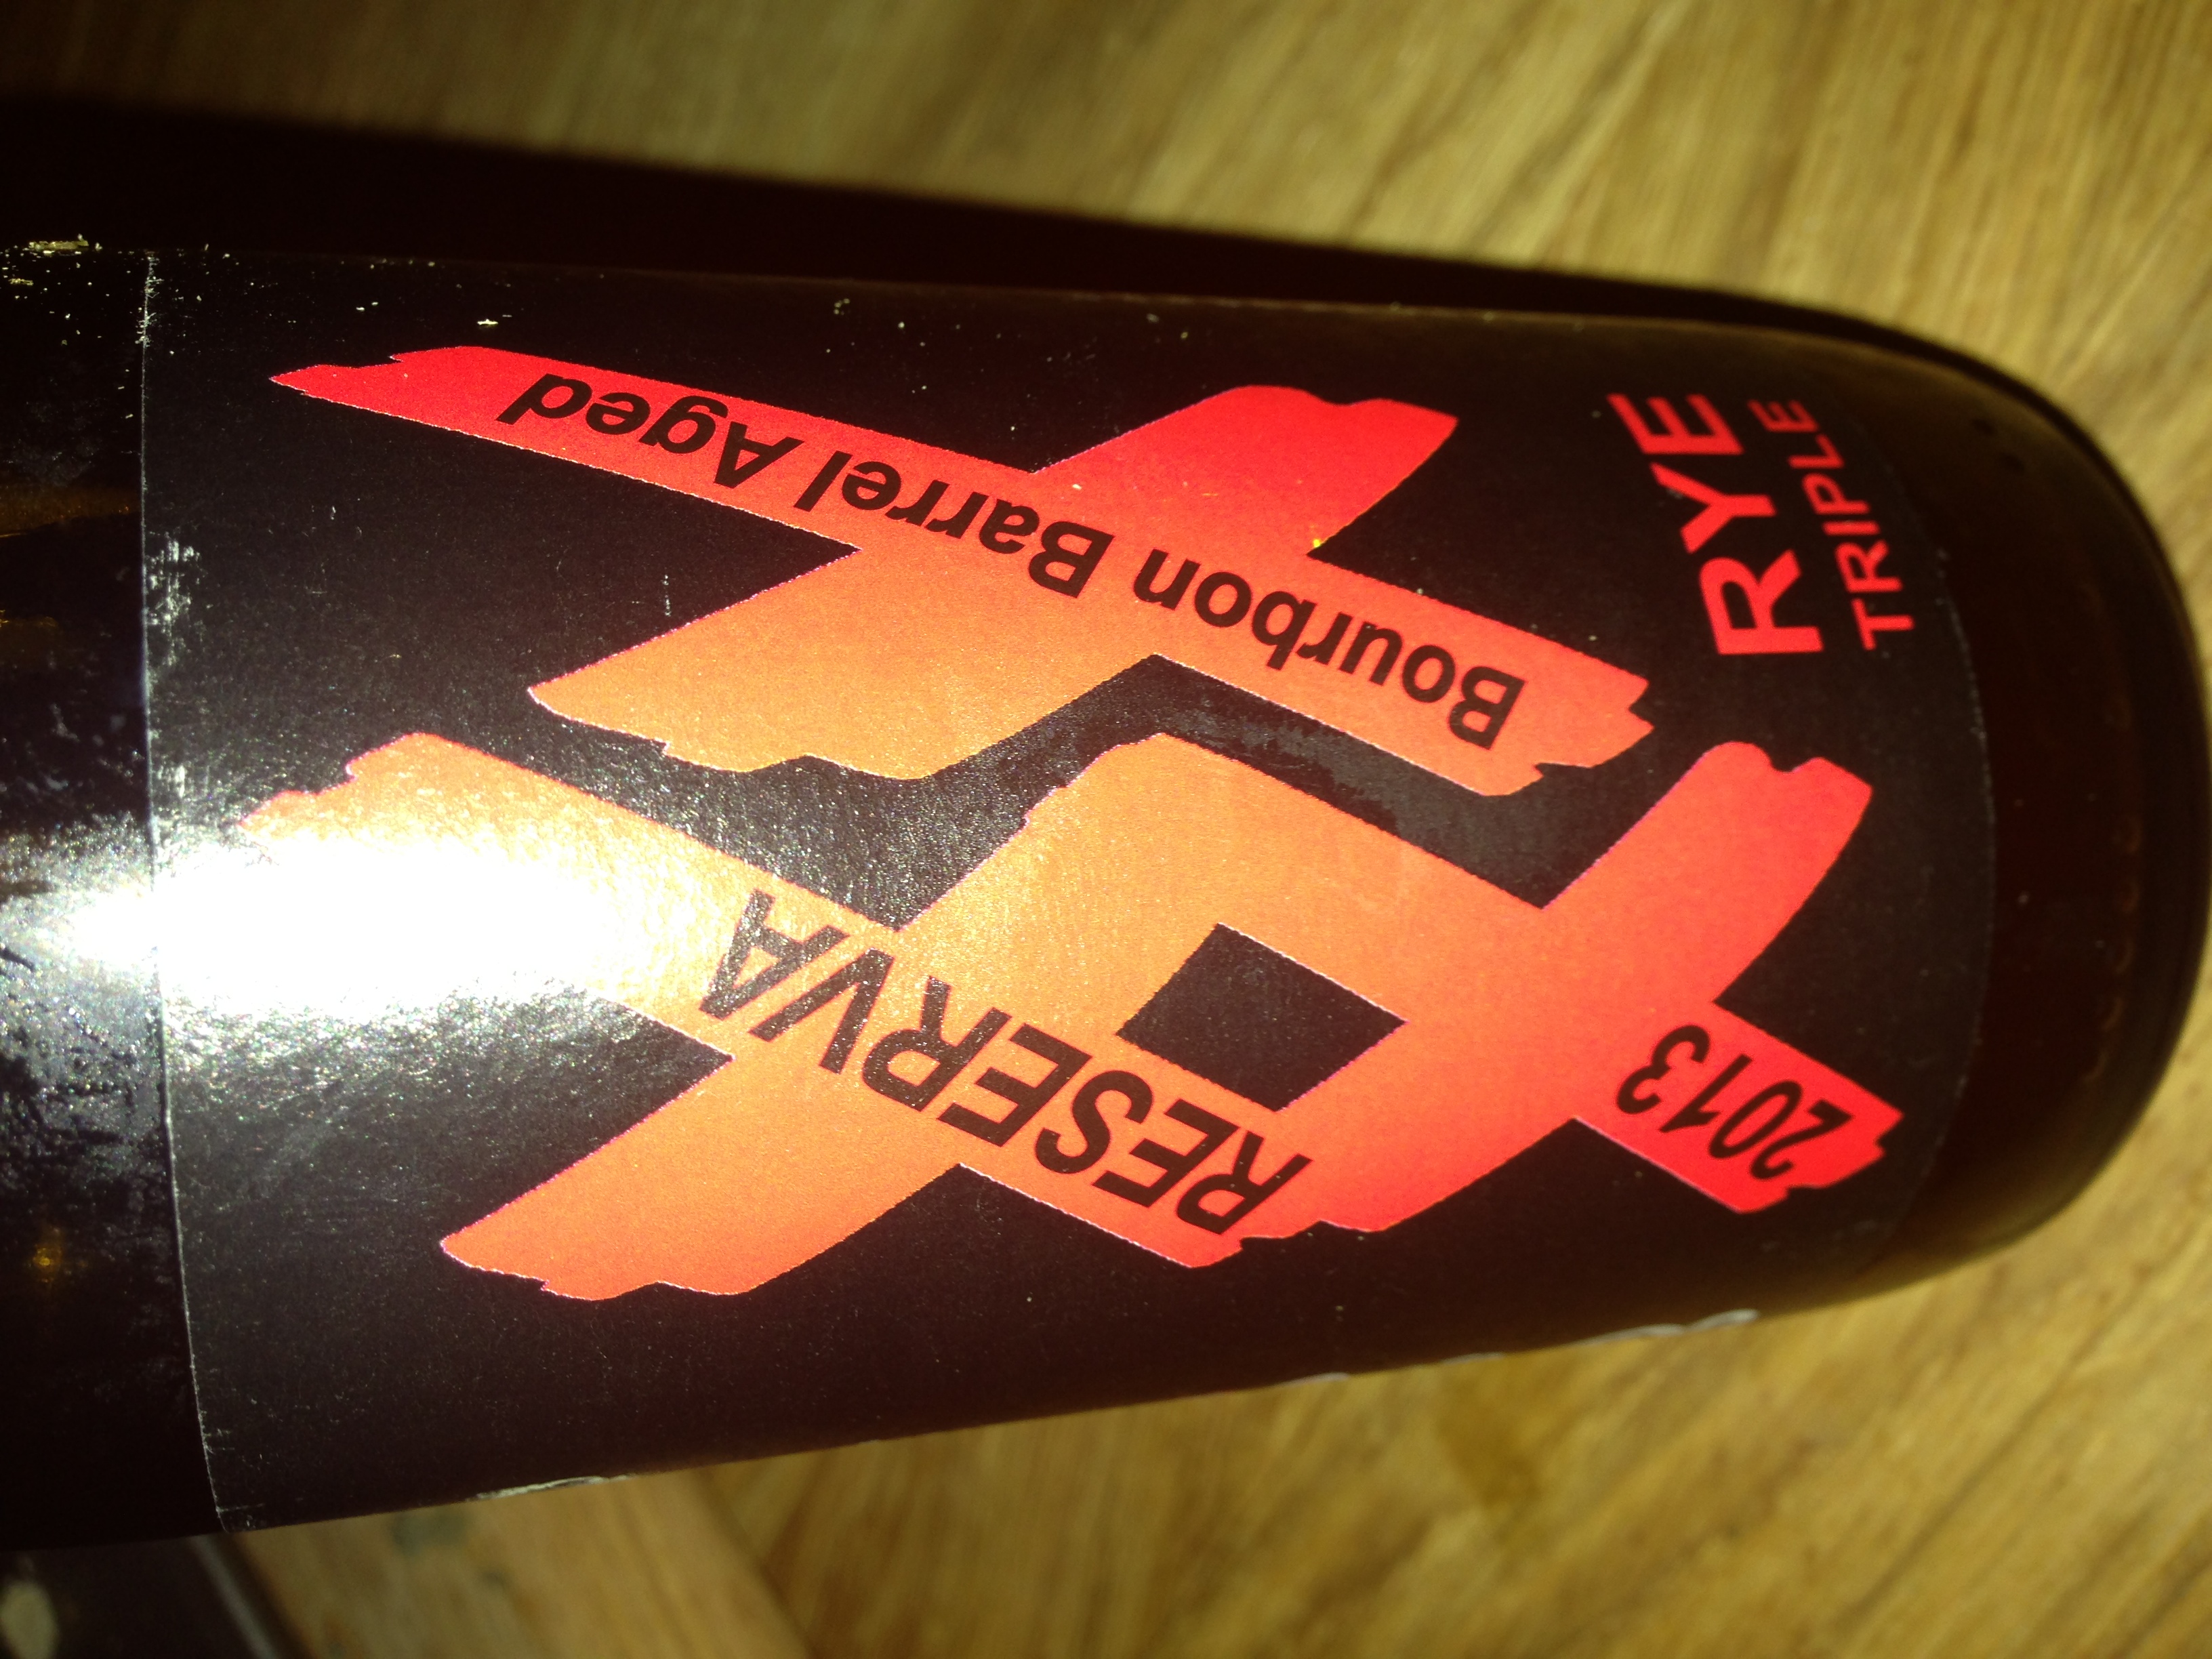 Bourbon Barrel Aged
RESERVA
2013
RYE
TRIPLE